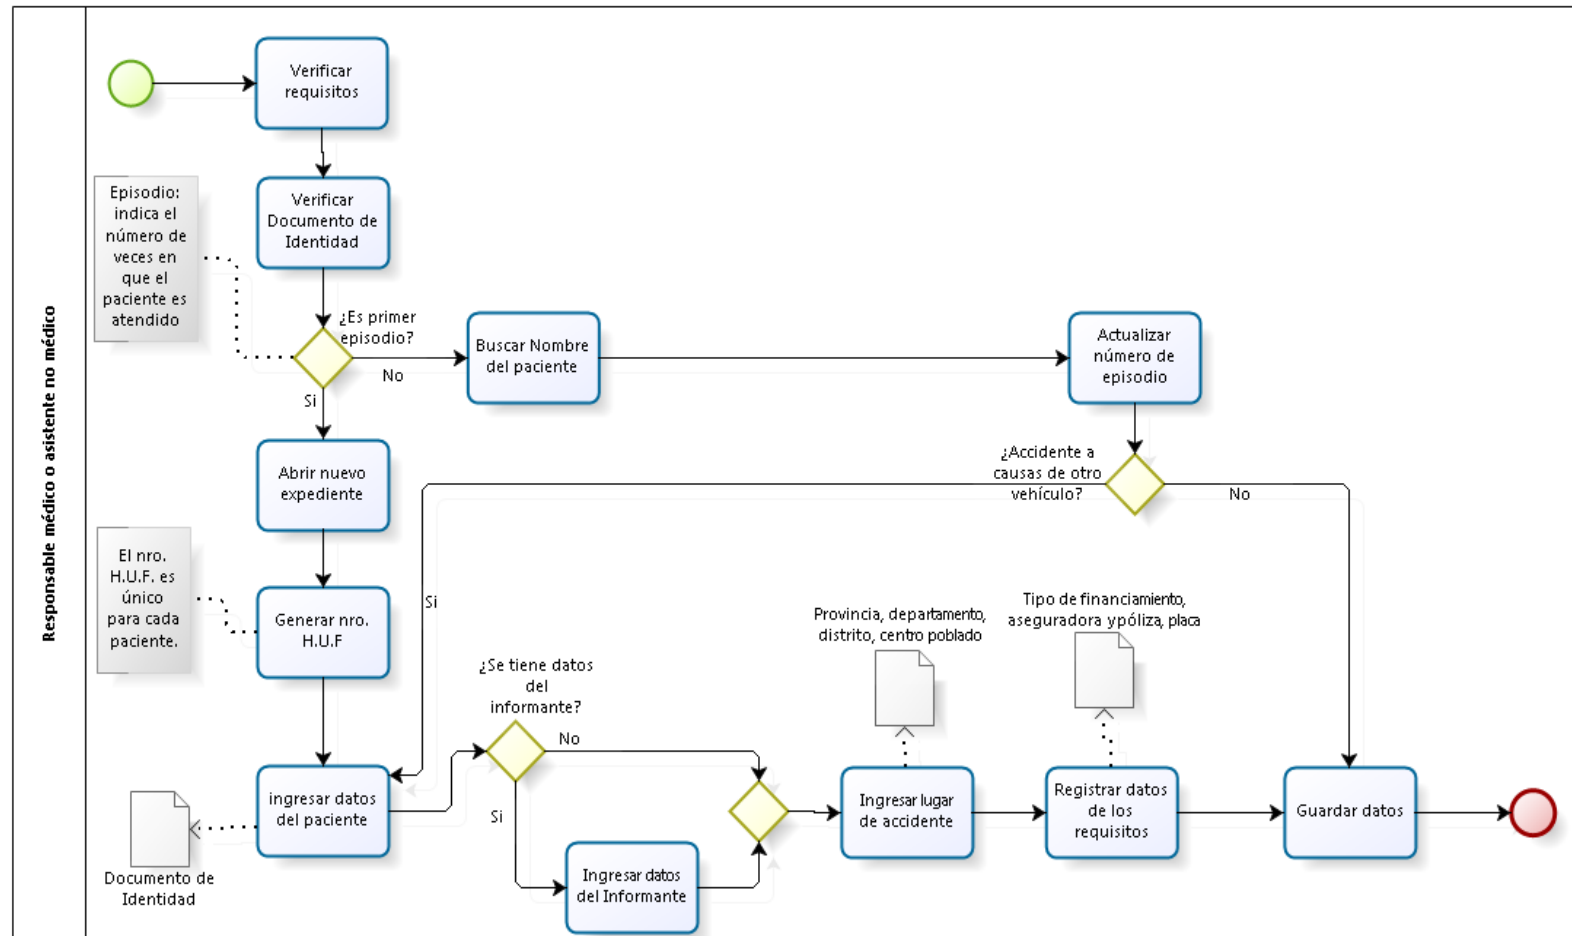 Responsable médico o asistente no médico
Verificar
requisitos
Verificar
Documento de
Identidad
Episodio:
indica el
número de
veces en
que el
paciente es
atendido
¿Es primer
episodio?
No
Si
Buscar Nombre
del paciente
Actualizar
número de
episodio
¿Accidente a
causas de otro
vehículo?
No
Si
Abrir nuevo
expediente
El nro.
H.U.F. es
único
para cada
paciente.
Generar nro.
H.U.F
ingresar datos
del paciente
Documento de
Identidad
¿Se tiene datos
del
informante?
No
Si
Ingresar datos
del Informante
Provincia, departamento,
distrito, centro poblado
Ingresar lugar
de accidente
Tipo de financiamiento,
aseguradora ypóliza, placa
Registrar datos
de los
requisitos
Guardar datos